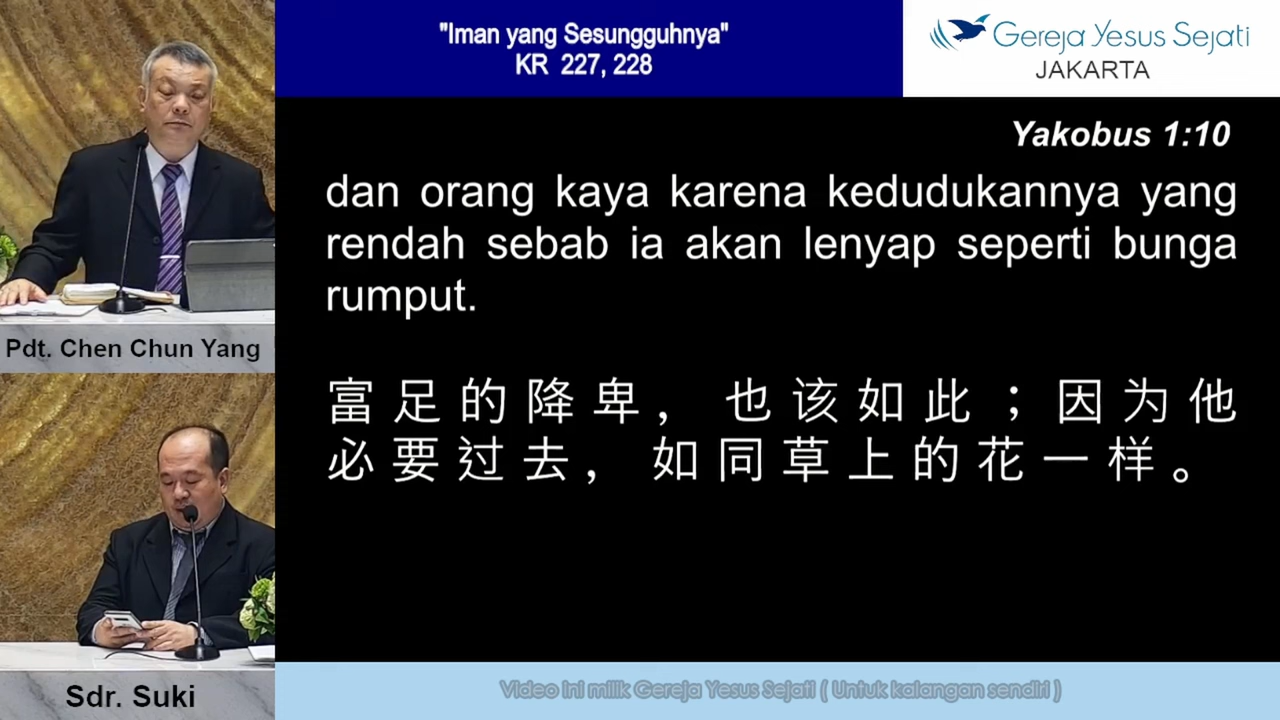 "Iman yang Sesungguhnya"
KR 227, 228
Gereja Yesus Sejati
JAKARTA
Yakobus 1:10
dan orang kaya karena kedudukannya yang
rendah sebab ia akan lenyap seperti bunga
rumput.
富足的降卑，也该如此；因为他
必要过去，如同草上的花一样。
Pdt. Chen Chun Yang
Sdr. Suki
Video ini milik Gereja Yesus Sejati ( Untuk kalangan sendiri )